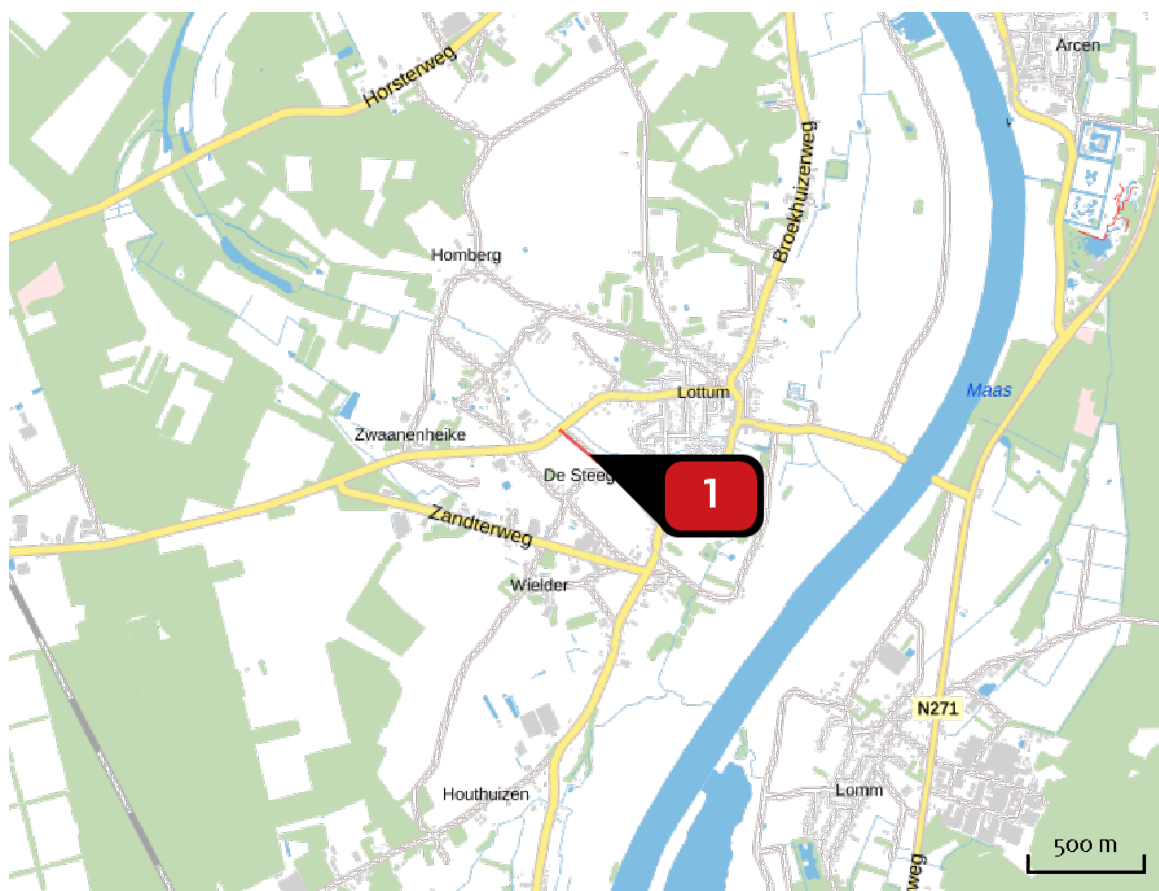 Arcen
Horsterweg
Broekhuizerweg
Homberg
Maas
Lottum
Zwaanenheike
De Steeg
1
Zandterweg
Wielder
N271
Lomm
Houthuizen
500 m
weg